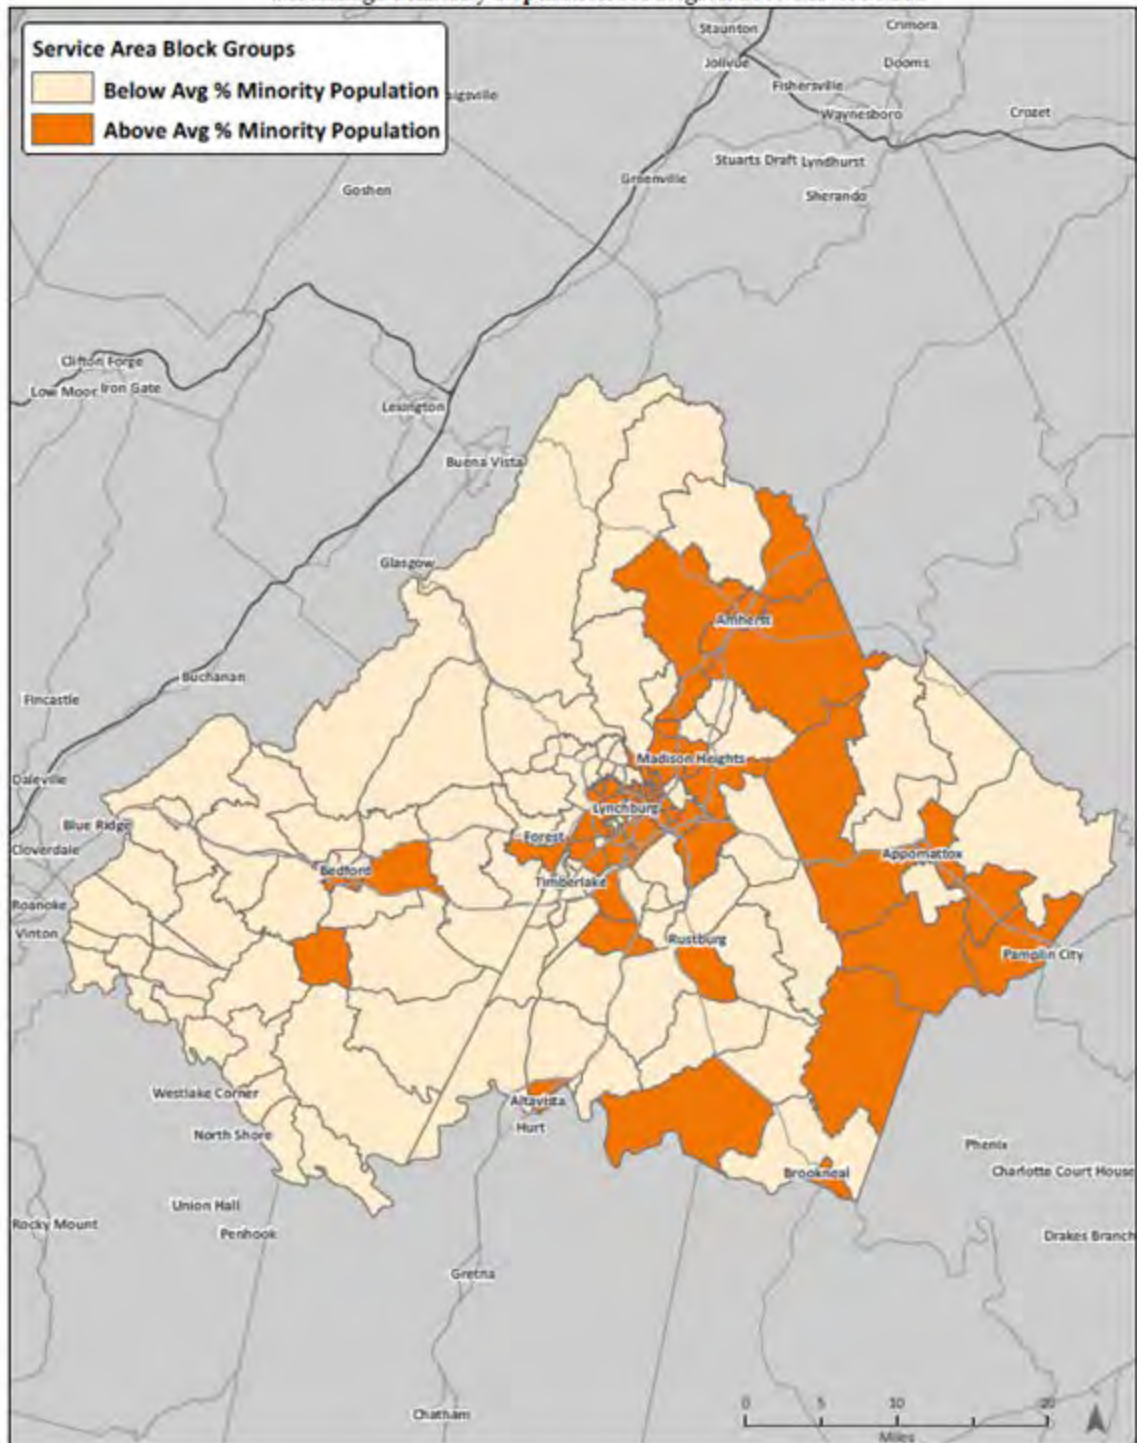 Service Area Block Groups
Below Avg % Minority Population
Above Avg % Minority Population
Staunton
Crimora
Jolivue
Dooms
Fishersville
Waynesboro
Crozet
Stuarts Draft
Lyndhurst
Greenville
Sherando
Goshen
Clifton Forge
Low Moor
Iron Gate
Lexington
Buena Vista
Glasgow
Amherst
Buchanan
Fincastle
Madison Heights
Daleville
Lynchburg
Blue Ridge
Forest
Cloverdale
Appomattox
Bedford
Timberlake
Roanoke
Vinton
Rustburg
Pamplin City
Westlake Corner
Altavista
Hurt
North Shore
Phenix
Brookneal
Charlotte Court House
Union Hall
Rocky Mount
Penhook
Drakes Branch
Gretna
Chatham
0 5 10 20
Miles